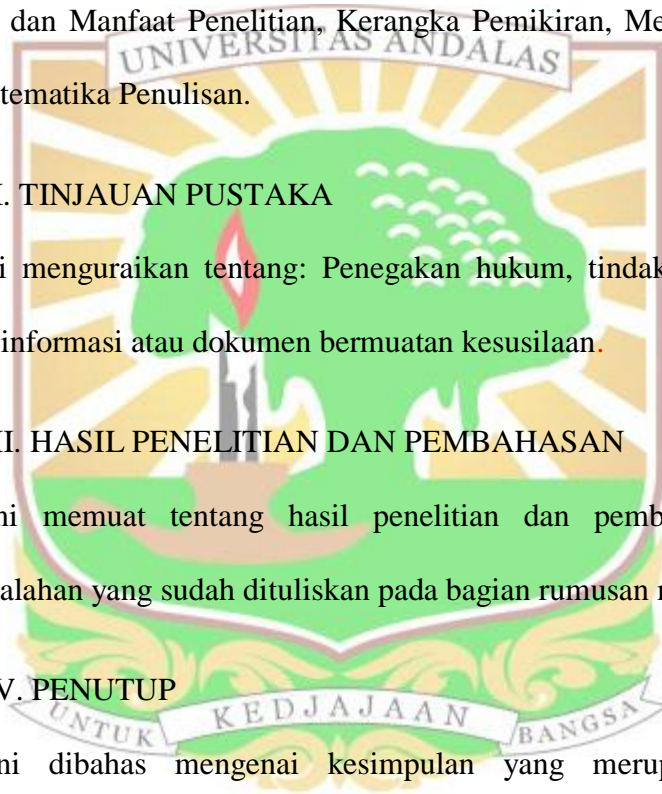 dan Manfaat Penelitian, Kerangka Pemikiran, Me
UNIVERSITAS ANDALAS
tematika Penulisan.
I. TINJAUAN PUSTAKA
i menguraikan tentang: Penegakan hukum, tindak
informasi atau dokumen bermuatan kesusilaan.
II. HASIL PENELITIAN DAN PEMBAHASAN
ni memuat tentang hasil penelitian dan pemb
alahan yang sudah dituliskan pada bagian rumusan
V. PENUTUP
UNTUK KEDJAJAAN BANGSA
ni dibahas mengenai kesimpulan yang merup